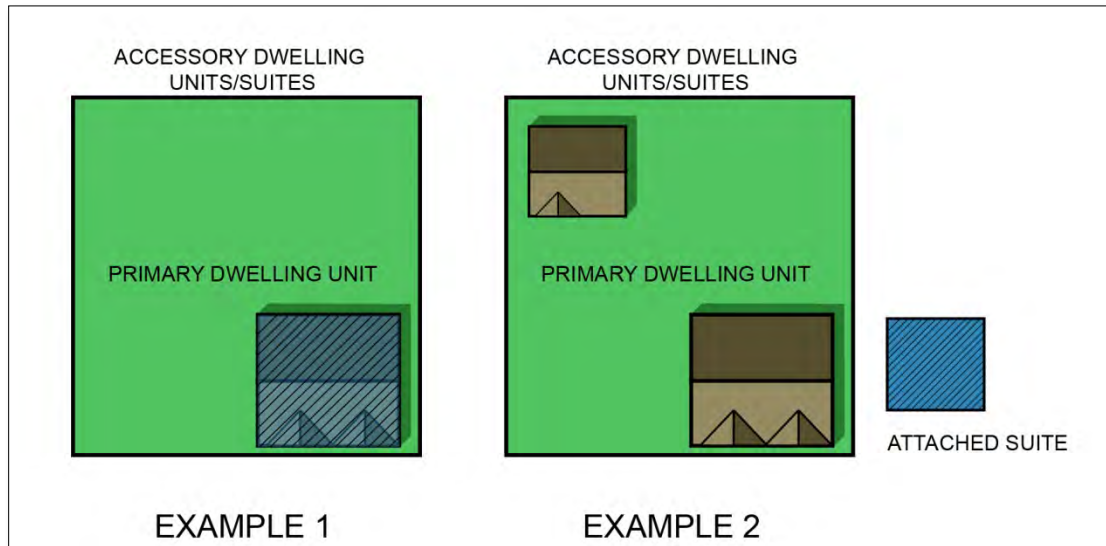 ACCESSORY DWELLING
UNITS/SUITES
PRIMARY DWELLING UNIT
EXAMPLE 1
ACCESSORY DWELLING
UNITS/SUITES
PRIMARY DWELLING UNIT
EXAMPLE 2
ATTACHED SUITE